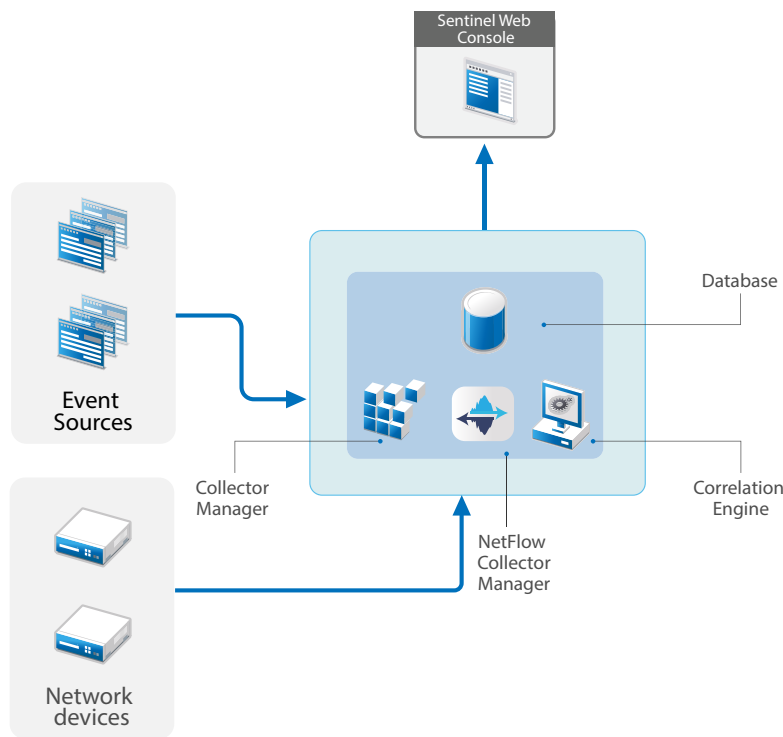 Sentinel Web
Console
Event
Sources
Database
Collector
Manager
NetFlow
Collector
Manager
Correlation
Engine
Network
devices